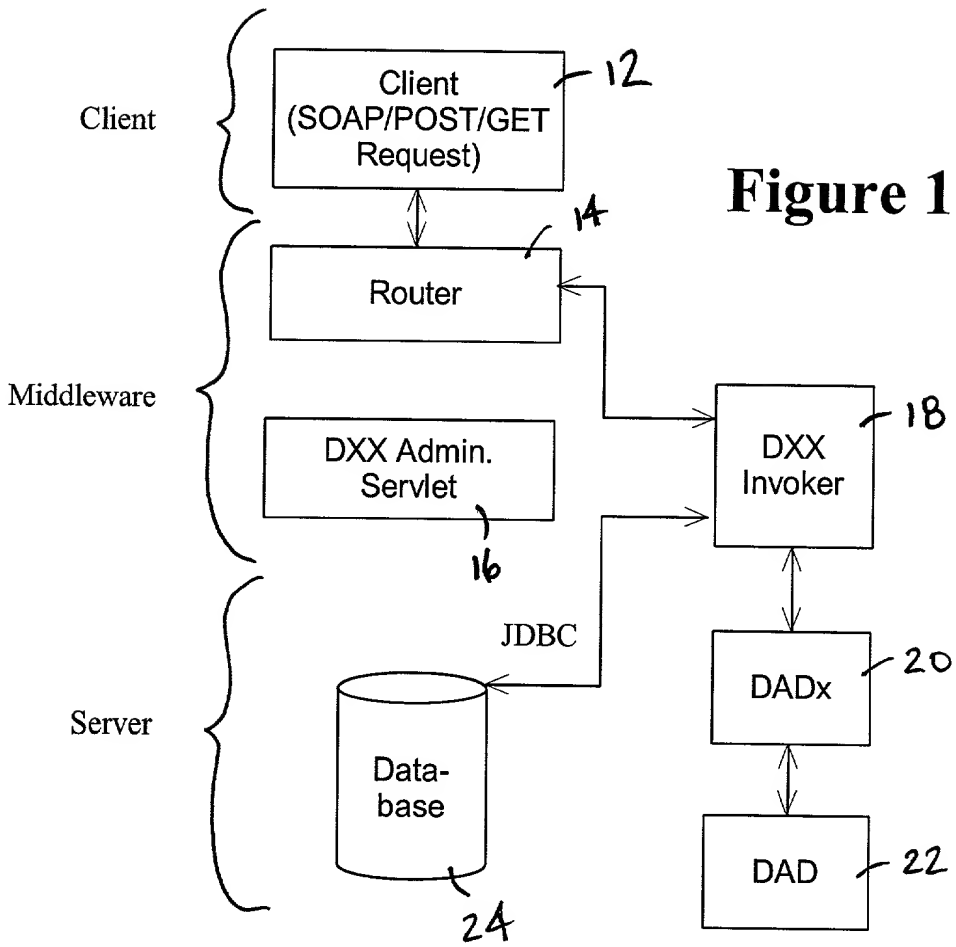 Client
Client
(SOAP/POST/GET
Request)
12
Figure 1
14
Router
Middleware
18
DXX
Invoker
DXX Admin.
Servlet
16
JDBC
20
DADx
Server
Data-
base
24
DAD
22